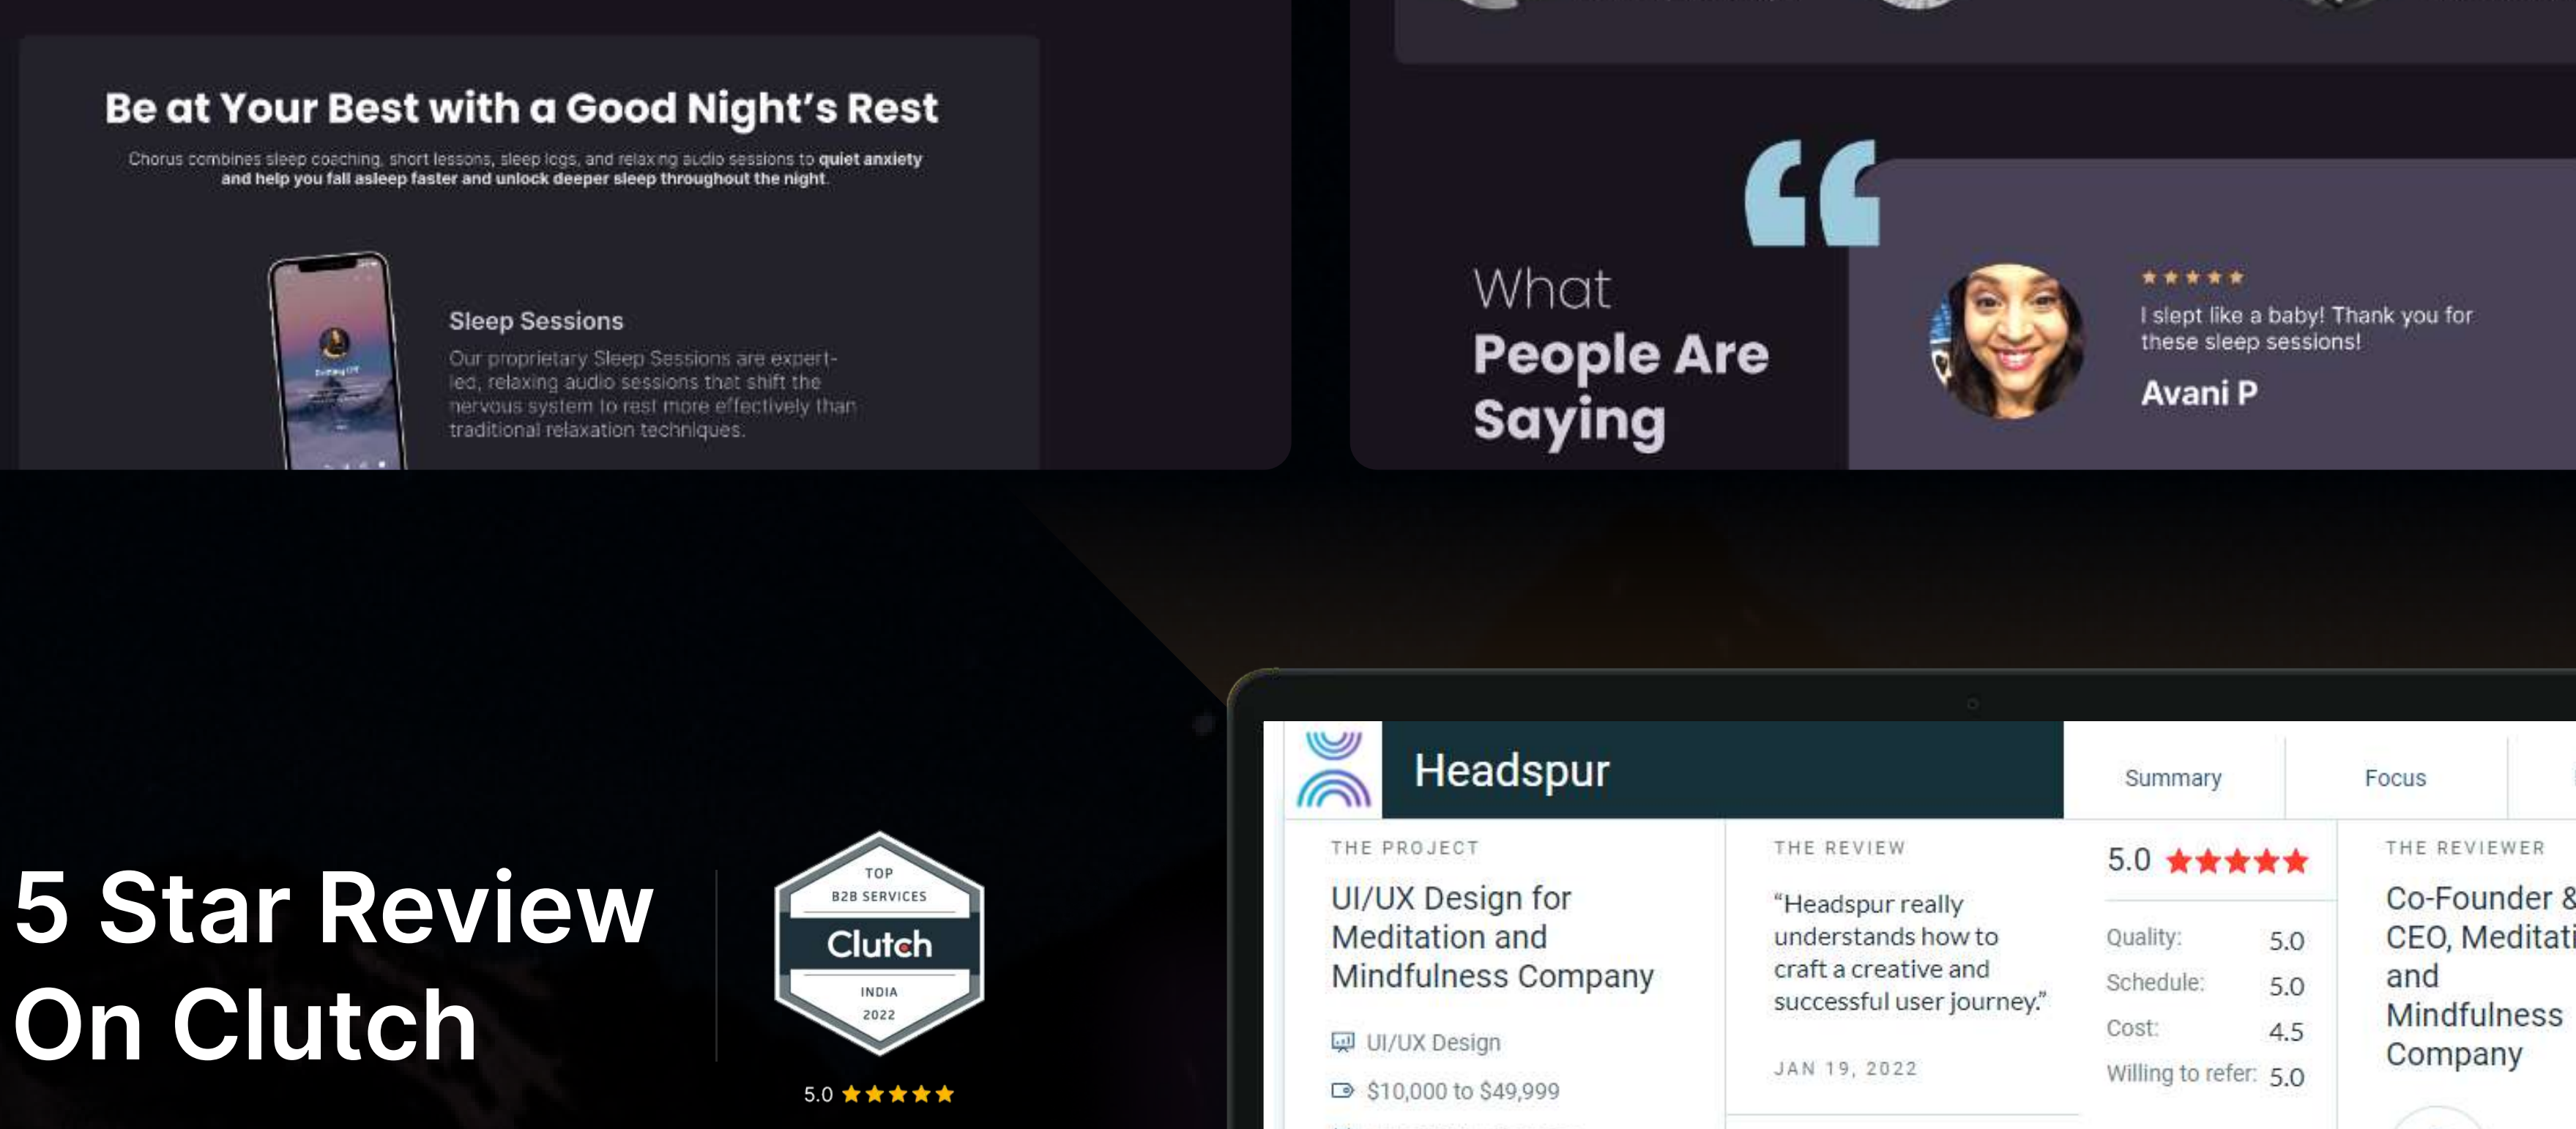 Be at Your Best with a Good Night's Rest
Chorus combines sleep coaching, short lessons, sleep logs, and relaxing audio sessions to quiet anxiety
and help you fall asleep faster and unlock deeper sleep throughout the night.
Sleep Sessions
Our proprietary Sleep Sessions are expert-
led, relaxing audio sessions that shift the
nervous system to rest more effectively than
traditional relaxation techniques.
“
What
People Are
Saying
I slept like a baby! Thank you for
these sleep sessions!
Avani P
5 Star Review
On Clutch
TOP
B2B SERVICES
Clutch
INDIA
2022
5.0
Headspur
Summary
Focus
THE PROJECT
UI/UX Design for
Meditation and
Mindfulness Company
UI/UX Design
$10,000 to $49,999
THE REVIEW
“Headspur really
understands how to
craft a creative and
successful user journey.”
JAN 19, 2022
5.0
Quality: 5.0
Schedule: 5.0
Cost: 4.5
Willing to refer: 5.0
THE REVIEWER
Co-Founder &
CEO, Meditati
and
Mindfulness
Company